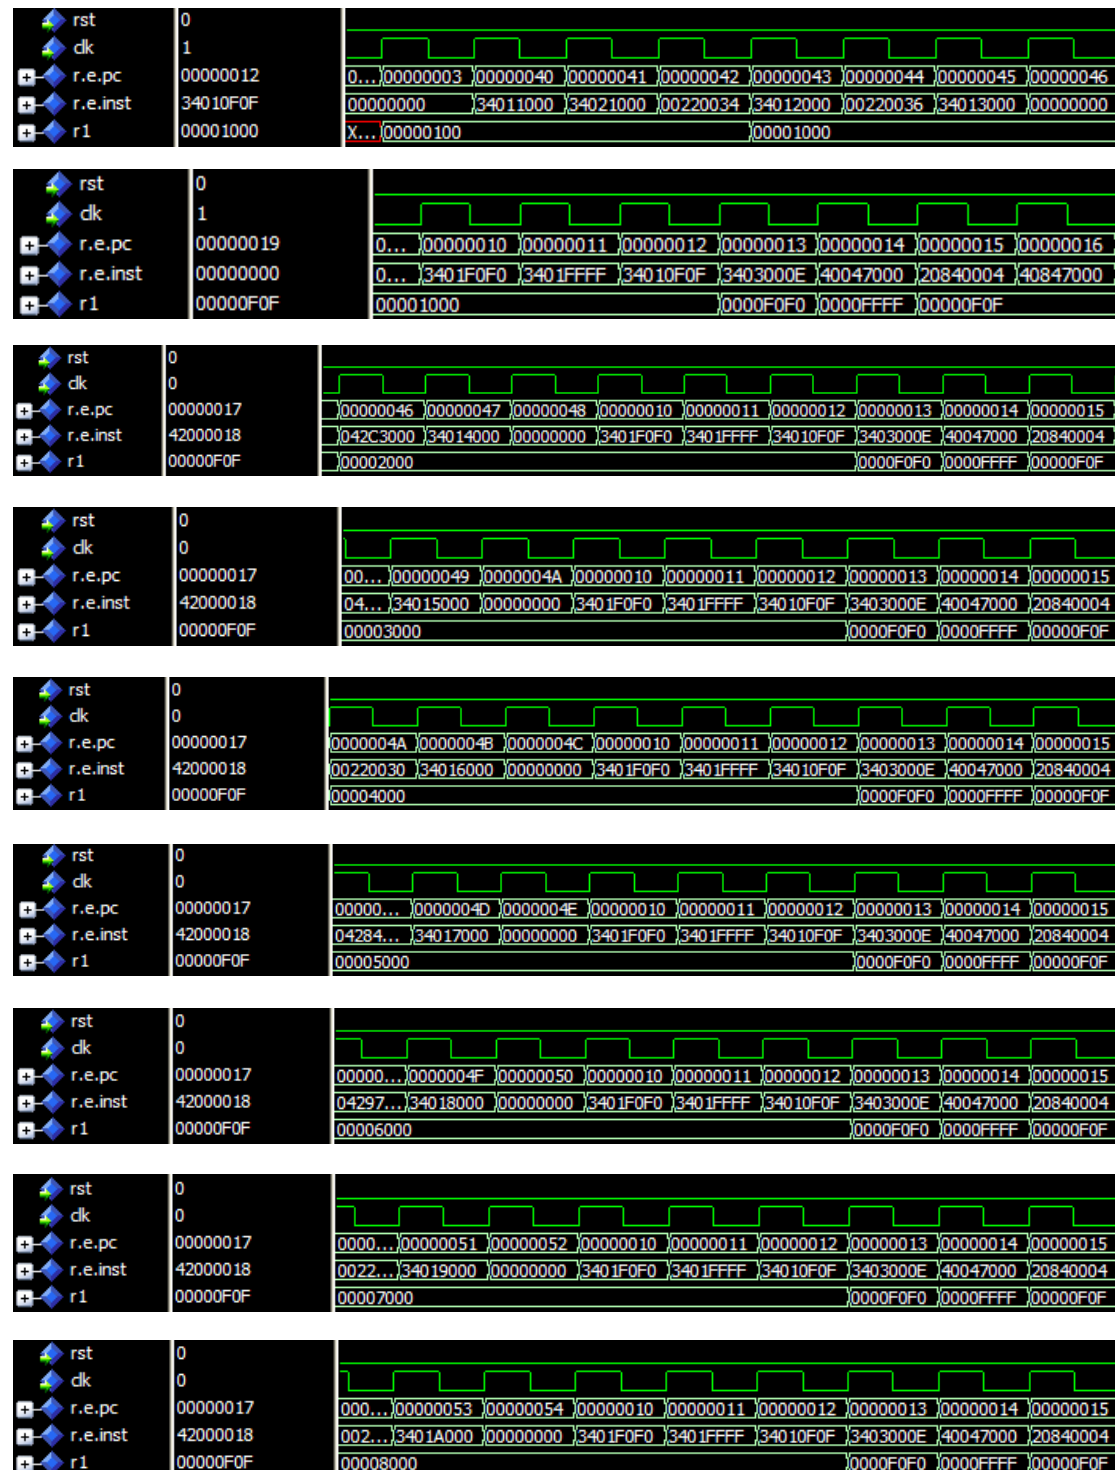 rst 0
clk 1
r.e.pc 00000012 0... 00000003 00000040 00000041 00000042 00000043 00000044 00000045 00000046
r.e.inst 34010F0F 00000000 34011000 34021000 00220034 34012000 00220036 34013000 00000000
r1 00001000 X... 00000100 00001000
rst 0
clk 1
r.e.pc 00000019 0... 00000010 00000011 00000012 00000013 00000014 00000015 00000016
r.e.inst 00000000 0... 3401F0F0 3401FFFF 34010F0F 3403000E 40047000 20840004 40847000
r1 00000F0F 00001000 0000F0F0 0000FFFF 00000F0F
rst 0
clk 0
r.e.pc 00000017 00000046 00000047 00000048 00000010 00000011 00000012 00000013 00000014 00000015
r.e.inst 42000018 042C3000 34014000 00000000 3401F0F0 3401FFFF 34010F0F 3403000E 40047000 20840004
r1 00000F0F 00002000 0000F0F0 0000FFFF 00000F0F
rst 0
clk 0
r.e.pc 00000017 00... 00000049 0000004A 00000010 00000011 00000012 00000013 00000014 00000015
r.e.inst 42000018 04... 34015000 00000000 3401F0F0 3401FFFF 34010F0F 3403000E 40047000 20840004
r1 00000F0F 00003000 0000F0F0 0000FFFF 00000F0F
rst 0
clk 0
r.e.pc 00000017 0000004A 0000004B 0000004C 00000010 00000011 00000012 00000013 00000014 00000015
r.e.inst 42000018 00220030 34016000 00000000 3401F0F0 3401FFFF 34010F0F 3403000E 40047000 20840004
r1 00000F0F 00004000 0000F0F0 0000FFFF 00000F0F
rst 0
clk 0
r.e.pc 00000017 00000... 0000004D 0000004E 00000010 00000011 00000012 00000013 00000014 00000015
r.e.inst 42000018 04284... 34017000 00000000 3401F0F0 3401FFFF 34010F0F 3403000E 40047000 20840004
r1 00000F0F 00005000 0000F0F0 0000FFFF 00000F0F
rst 0
clk 0
r.e.pc 00000017 00000... 0000004F 00000050 00000010 00000011 00000012 00000013 00000014 00000015
r.e.inst 42000018 04297... 34018000 00000000 3401F0F0 3401FFFF 34010F0F 3403000E 40047000 20840004
r1 00000F0F 00006000 0000F0F0 0000FFFF 00000F0F
rst 0
clk 0
r.e.pc 00000017 0000... 00000051 00000052 00000010 00000011 00000012 00000013 00000014 00000015
r.e.inst 42000018 0022... 34019000 00000000 3401F0F0 3401FFFF 34010F0F 3403000E 40047000 20840004
r1 00000F0F 00007000 0000F0F0 0000FFFF 00000F0F
rst 0
clk 0
r.e.pc 00000017 000... 00000053 00000054 00000010 00000011 00000012 00000013 00000014 00000015
r.e.inst 42000018 002... 3401A000 00000000 3401F0F0 3401FFFF 34010F0F 3403000E 40047000 20840004
r1 00000F0F 00008000 0000F0F0 0000FFFF 00000F0F